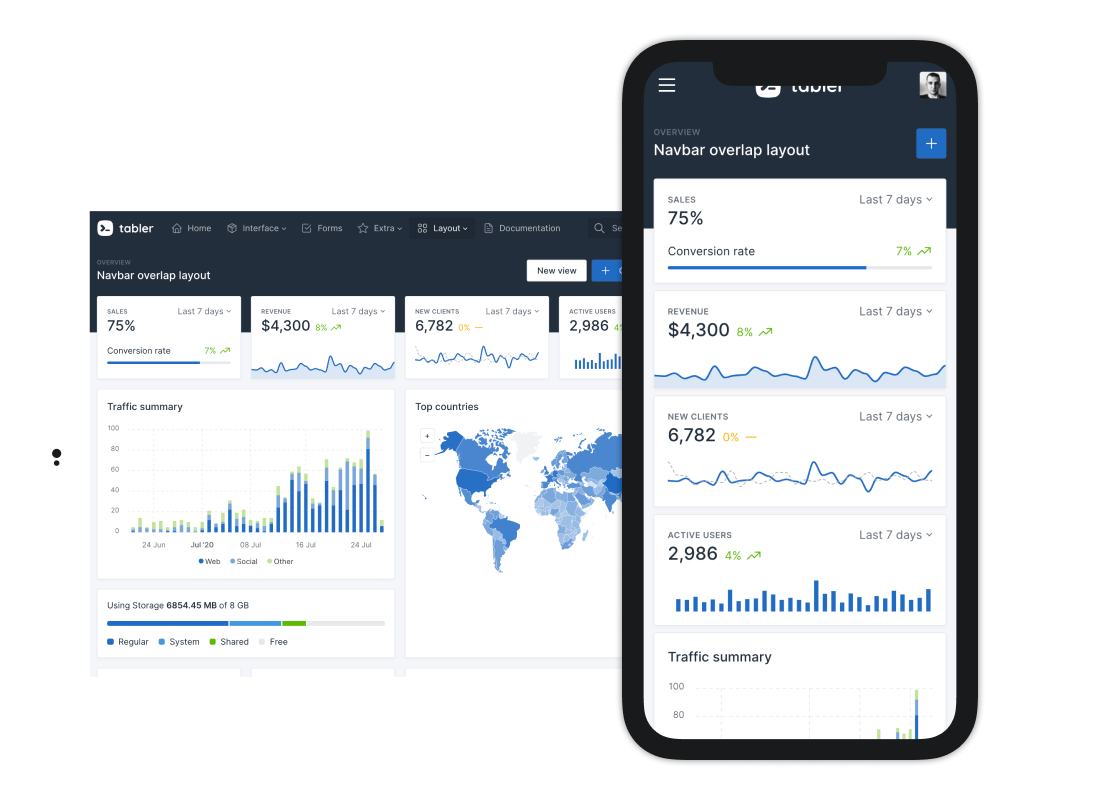 tabler
Home
Interface
Forms
Extra
Layout
Documentation
OVERVIEW
Navbar overlap layout
New view
+
SALES
Last 7 days
75%
Conversion rate
7%
REVENUE
Last 7 days
$4,300 8%
NEW CLIENTS
Last 7 days
6,782 0%
ACTIVE USERS
2,986
Traffic summary
100
80
60
40
20
0
24 Jun
Jul '20
08 Jul
16 Jul
24 Jul
Web
Social
Other
Top countries
+
−
Using Storage 6854.45 MB of 8 GB
Regular
System
Shared
Free
tabler
OVERVIEW
Navbar overlap layout
+
SALES
Last 7 days
75%
Conversion rate
7%
REVENUE
Last 7 days
$4,300 8%
NEW CLIENTS
Last 7 days
6,782 0%
ACTIVE USERS
Last 7 days
2,986 4%
Traffic summary
100
80